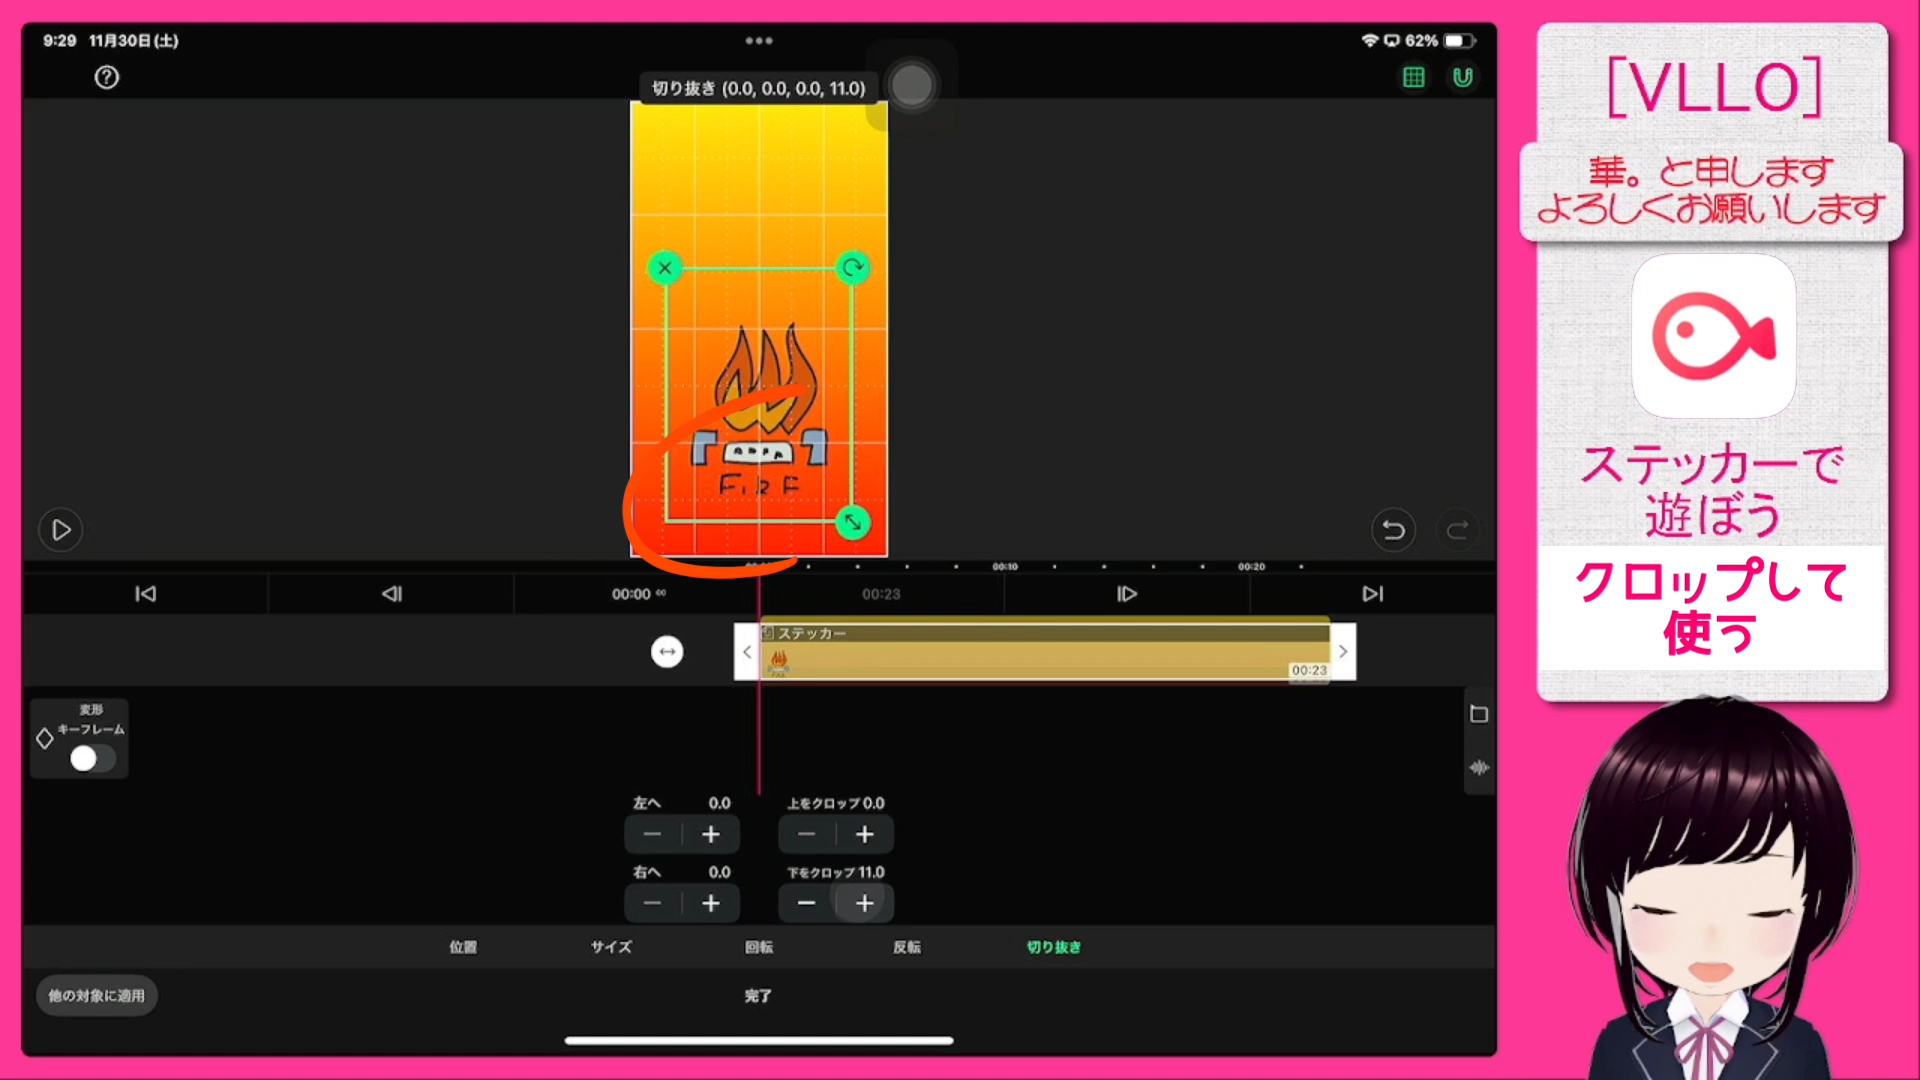 9:29 11月30日(土)
62%
切り抜き (0.0, 0.0, 0.0, 11.0)
FIRE
00:10
00:20
00:00
00:23
ステッカー
00:23
変形
キーフレーム
左へ 0.0
上をクロップ 0.0
右へ 0.0
下をクロップ 11.0
位置
サイズ
回転
反転
切り抜き
他の対象に適用
完了
[VLLO]
華。と申します
よろしくお願いします
ステッカーで
遊ぼう
クロップして
使う